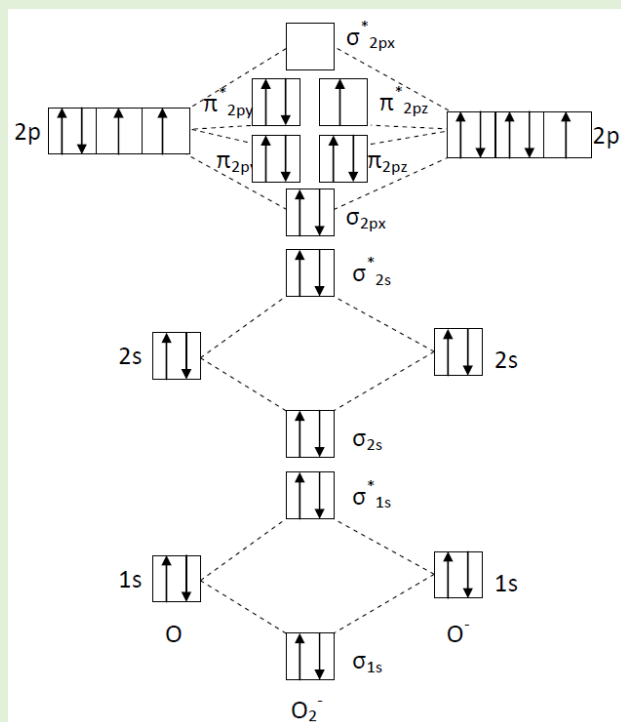 σ*2px
π*2py π*2pz
2p 2p
π2py π2pz
σ2px
σ*2s
2s 2s
σ2s
σ*1s
1s 1s
O O-
σ1s
O2-